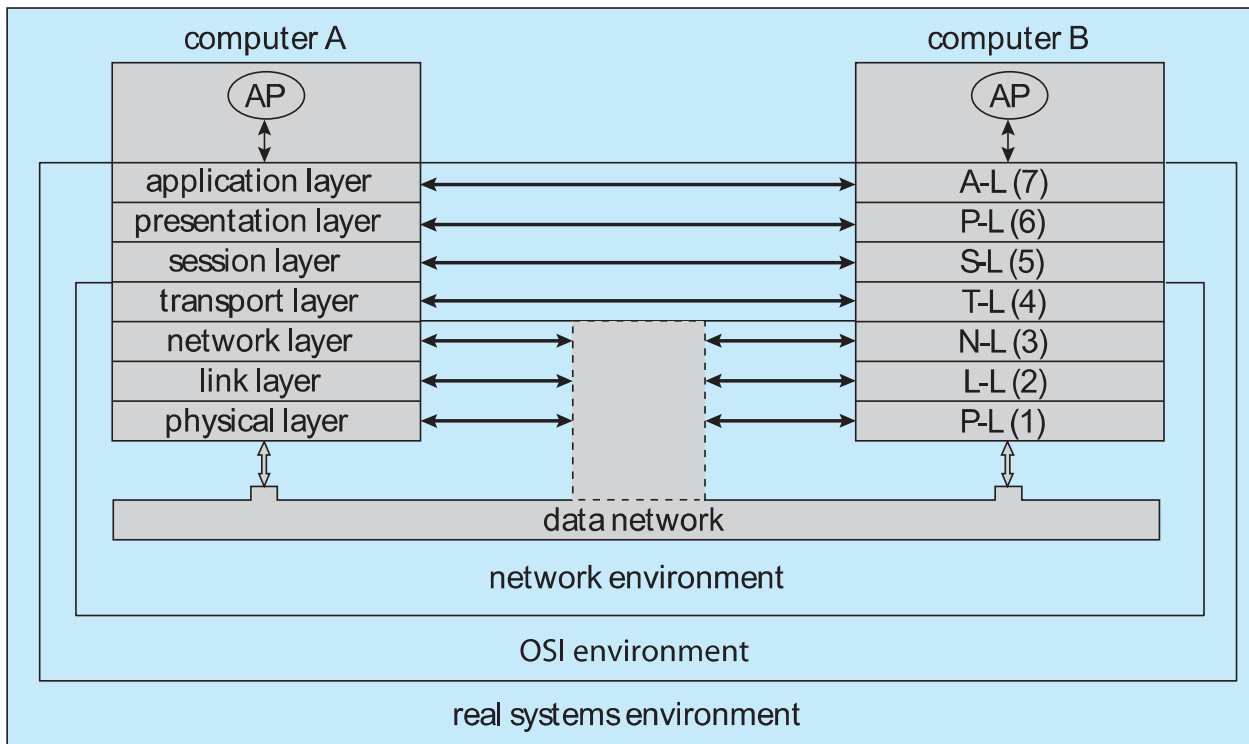 computer A
computer B
AP
AP
application layer
A-L (7)
presentation layer
P-L (6)
session layer
S-L (5)
transport layer
T-L (4)
network layer
N-L (3)
link layer
L-L (2)
physical layer
P-L (1)
data network
network environment
OSI environment
real systems environment